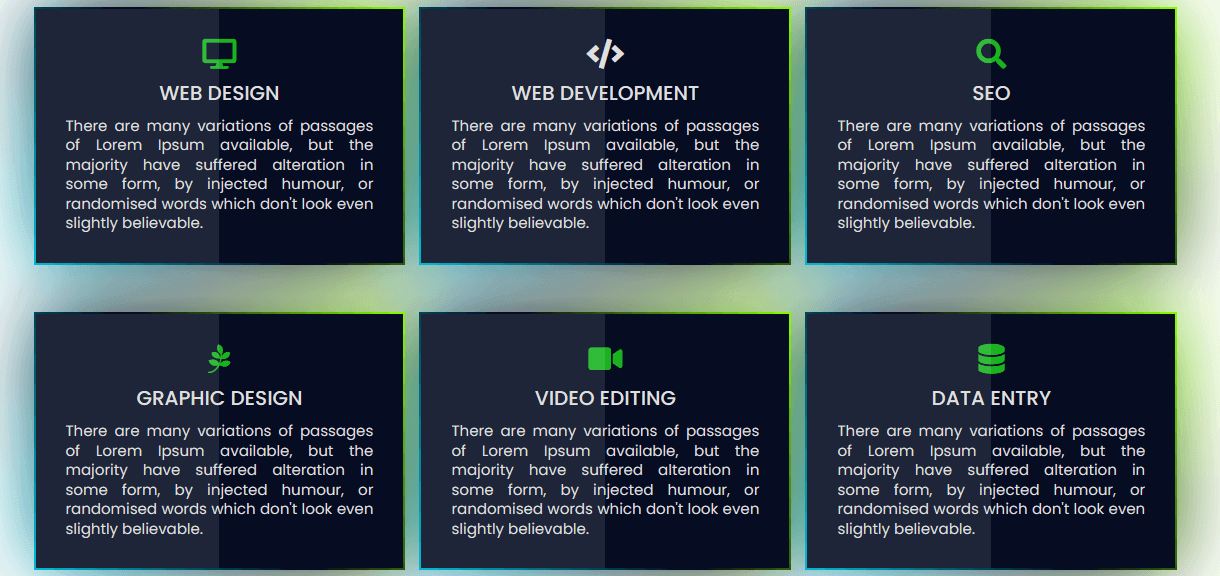 WEB DESIGN
There are many variations of passages
of Lorem Ipsum available, but the
majority have suffered alteration in
some form, by injected humour, or
randomised words which don't look even
slightly believable.
WEB DEVELOPMENT
There are many variations of passages
of Lorem Ipsum available, but the
majority have suffered alteration in
some form, by injected humour, or
randomised words which don't look even
slightly believable.
SEO
There are many variations of passages
of Lorem Ipsum available, but the
majority have suffered alteration in
some form, by injected humour, or
randomised words which don't look even
slightly believable.
GRAPHIC DESIGN
There are many variations of passages
of Lorem Ipsum available, but the
majority have suffered alteration in
some form, by injected humour, or
randomised words which don't look even
slightly believable.
VIDEO EDITING
There are many variations of passages
of Lorem Ipsum available, but the
majority have suffered alteration in
some form, by injected humour, or
randomised words which don't look even
slightly believable.
DATA ENTRY
There are many variations of passages
of Lorem Ipsum available, but the
majority have suffered alteration in
some form, by injected humour, or
randomised words which don't look even
slightly believable.